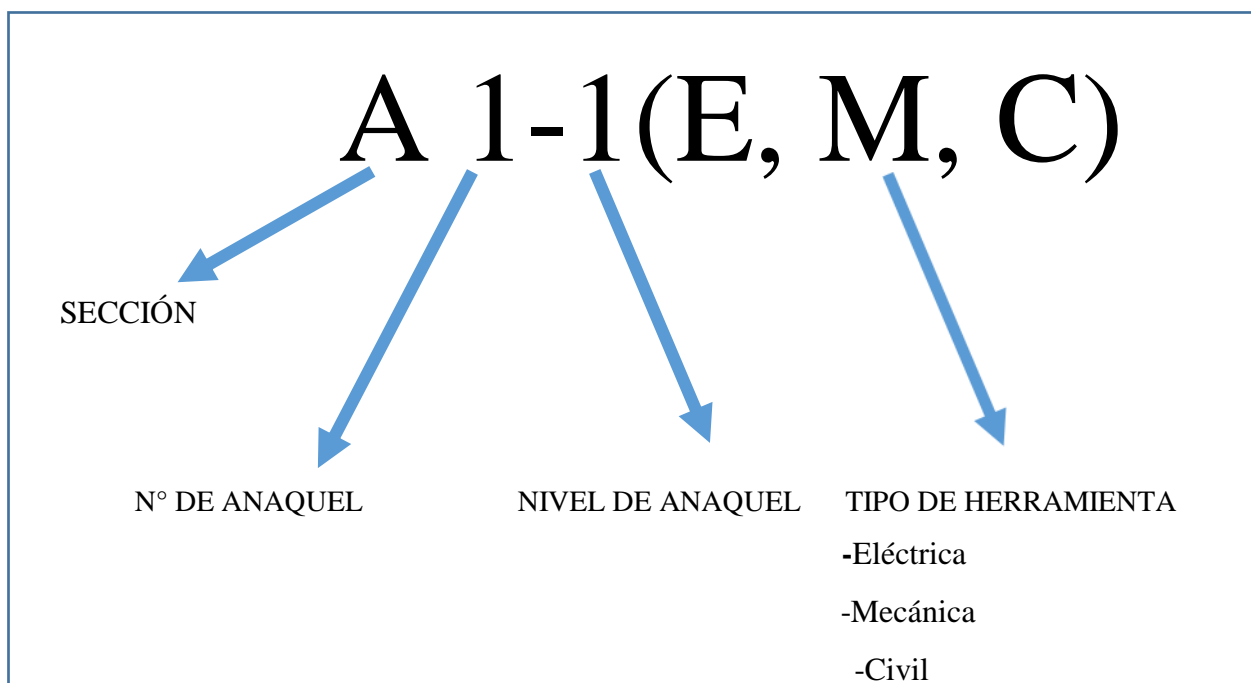 A 1-1(E, M, C)
SECCIÓN
N° DE ANAQUEL NIVEL DE ANAQUEL TIPO DE HERRAMIENTA
-Eléctrica
-Mecánica
-Civil